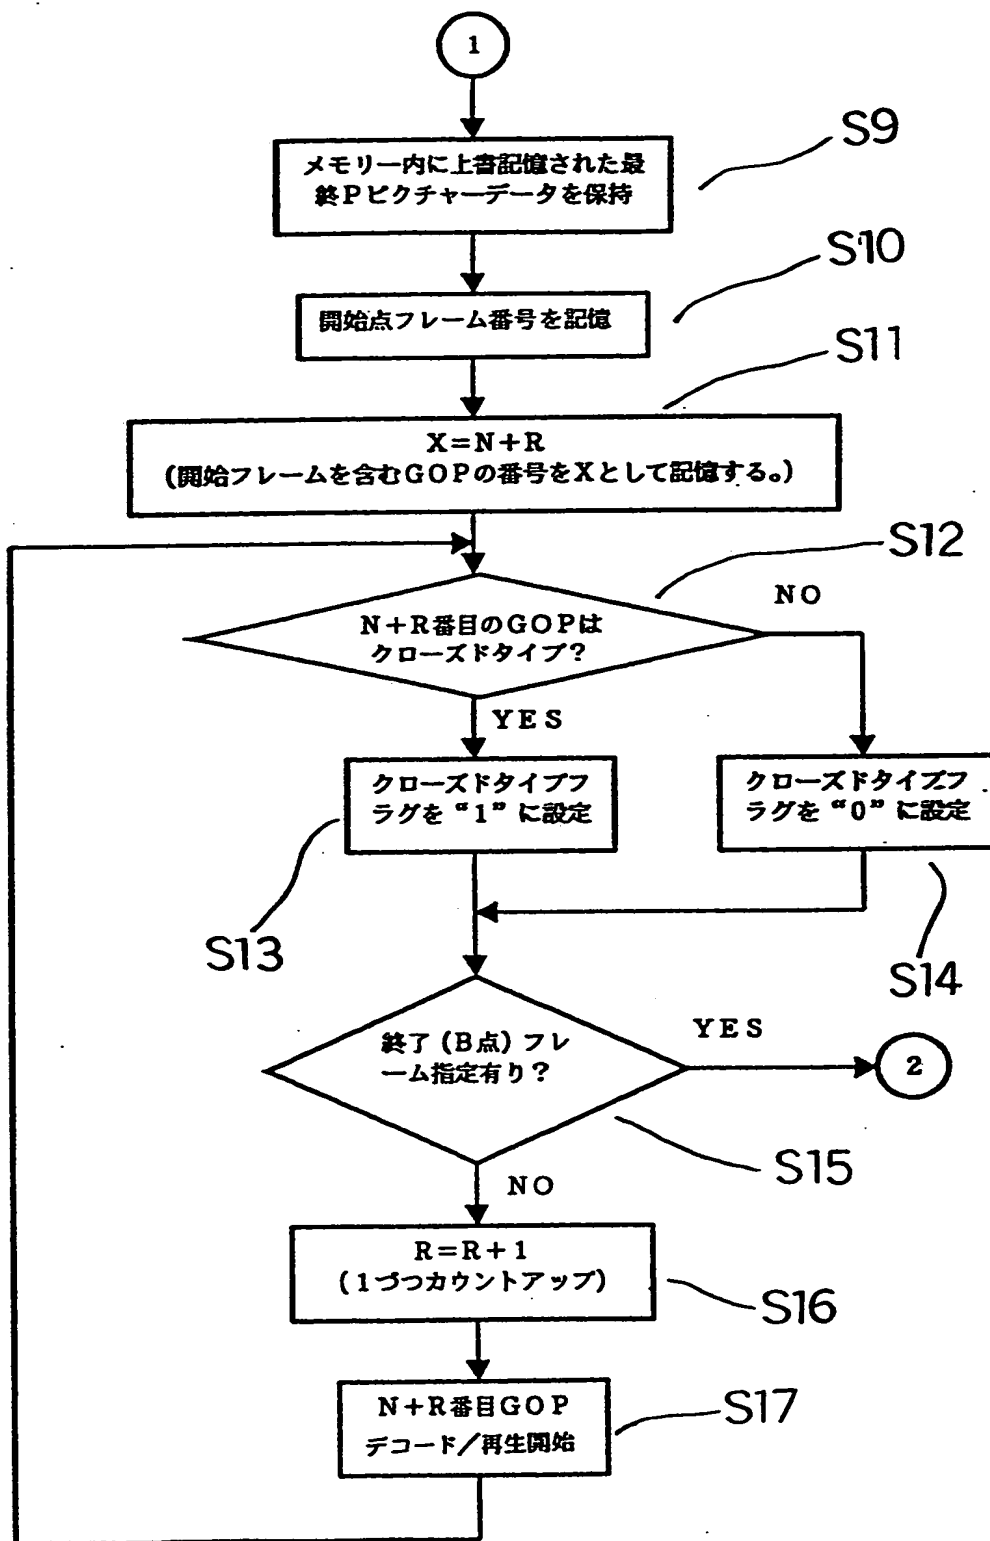 1
S9
メモリー内に上書記憶された最
終Pピクチャーデータを保持
S10
開始点フレーム番号を記憶
S11
X=N+R
(開始フレームを含むGOPの番号をXとして記憶する。)
S12
N+R番目のGOPは
クローズドタイプ?
NO
YES
クローズドタイプフ
ラグを“1”に設定
クローズドタイプフ
ラグを“0”に設定
S13
S14
終了(B点)フレ
ーム指定有り?
YES
2
S15
NO
R=R+1
(1づつカウントアップ)
S16
N+R番目GOP
デコード/再生開始
S17